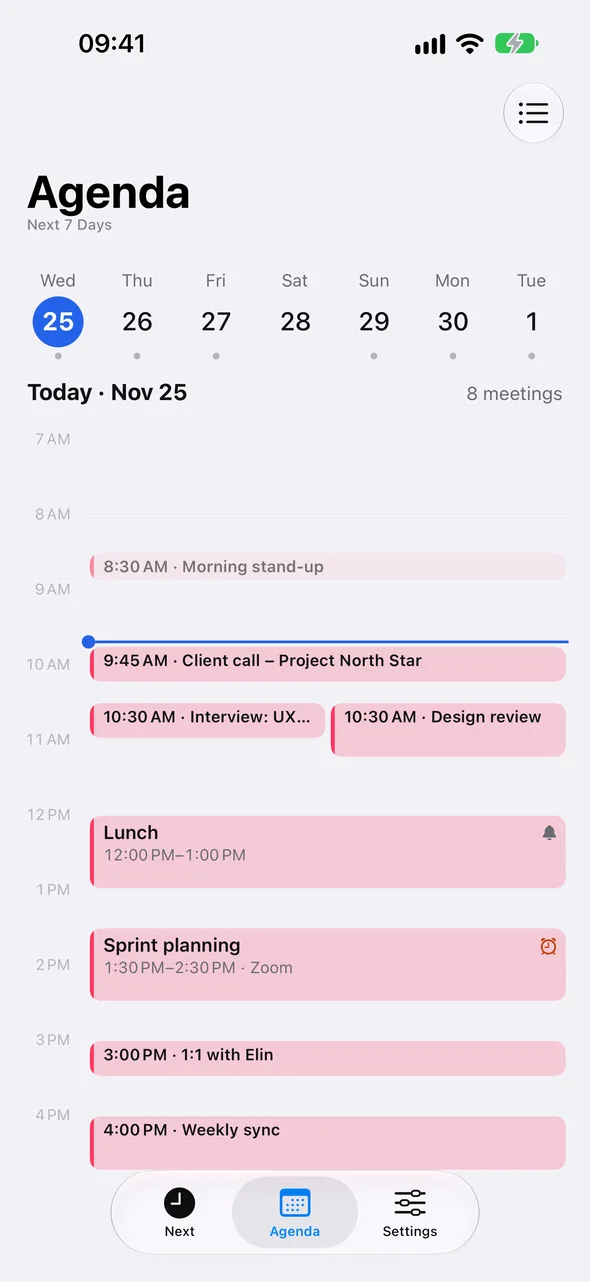 09:41
Agenda
Next 7 Days
Wed Thu Fri Sat Sun Mon Tue
25 26 27 28 29 30 1
Today · Nov 25 8 meetings
7 AM
8 AM
8:30 AM · Morning stand-up
9 AM
9:45 AM · Client call – Project North Star
10 AM
10:30 AM · Interview: UX... 10:30 AM · Design review
11 AM
12 PM
Lunch
12:00 PM–1:00 PM
1 PM
Sprint planning
2 PM 1:30 PM–2:30 PM · Zoom
3 PM
3:00 PM · 1:1 with Elin
4 PM
4:00 PM · Weekly sync
Next Agenda Settings